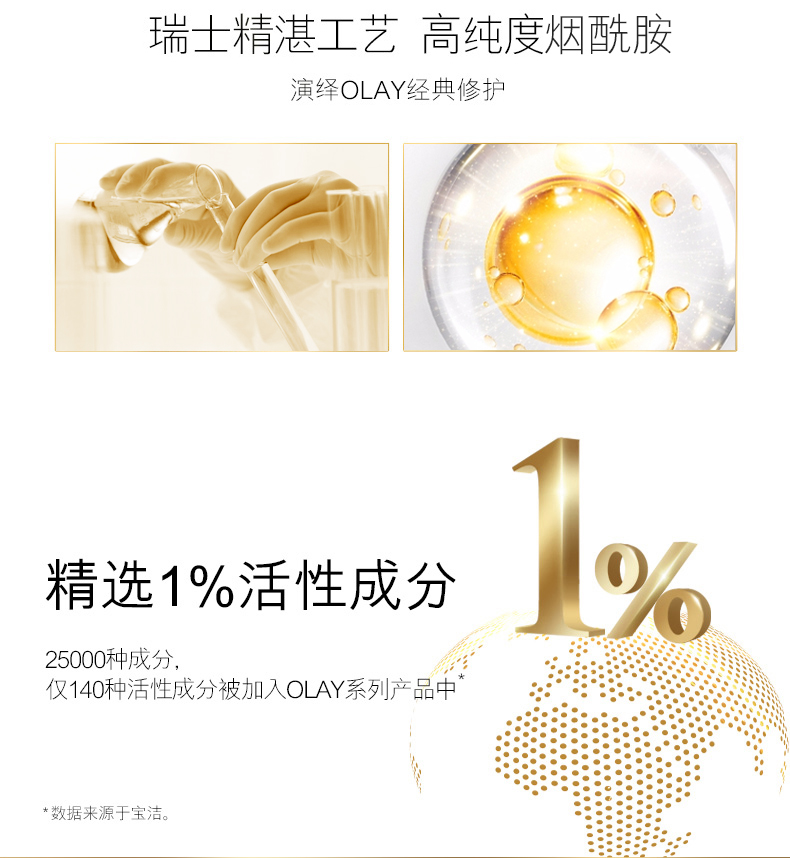 瑞士精湛工艺 高纯度烟酰胺
演绎OLAY经典修护
1%
精选1%活性成分
25000种成分,
仅140种活性成分被加入OLAY系列产品中*
*数据来源于宝洁。